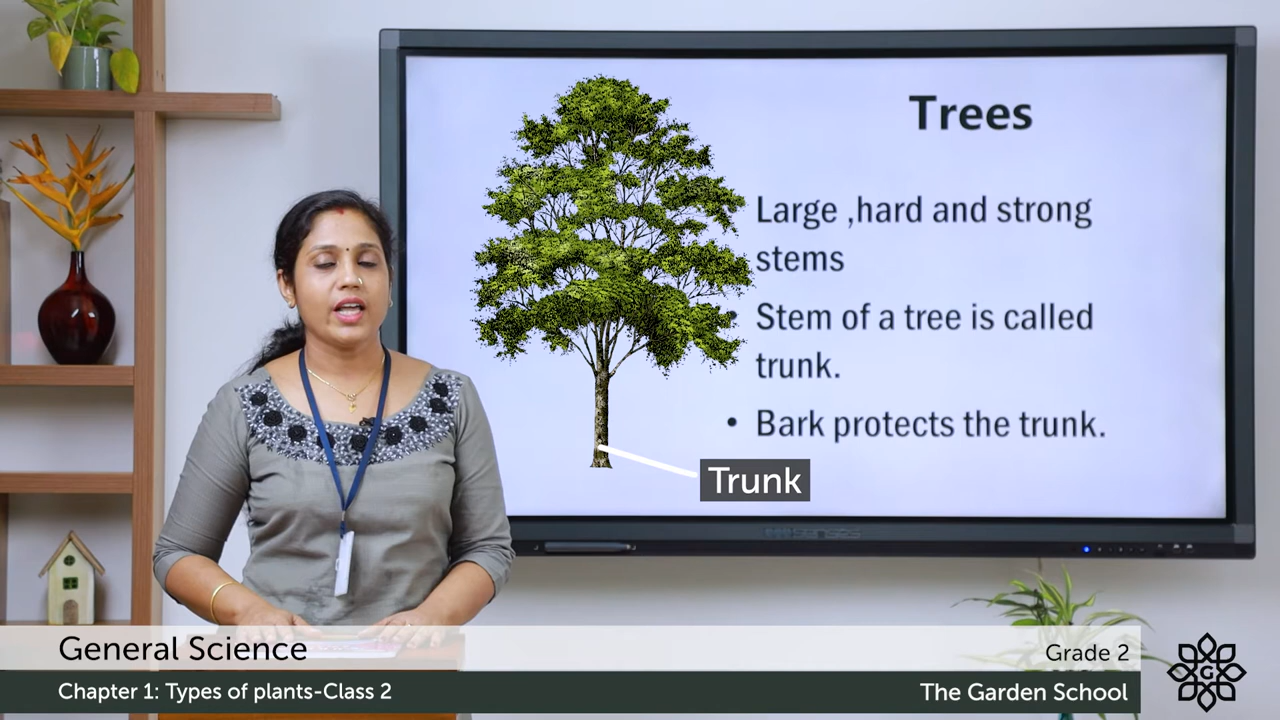 Trees
Large ,hard and strong
stems
Stem of a tree is called
trunk.
• Bark protects the trunk.
Trunk
General Science
Grade 2
Chapter 1: Types of plants-Class 2
The Garden School
G